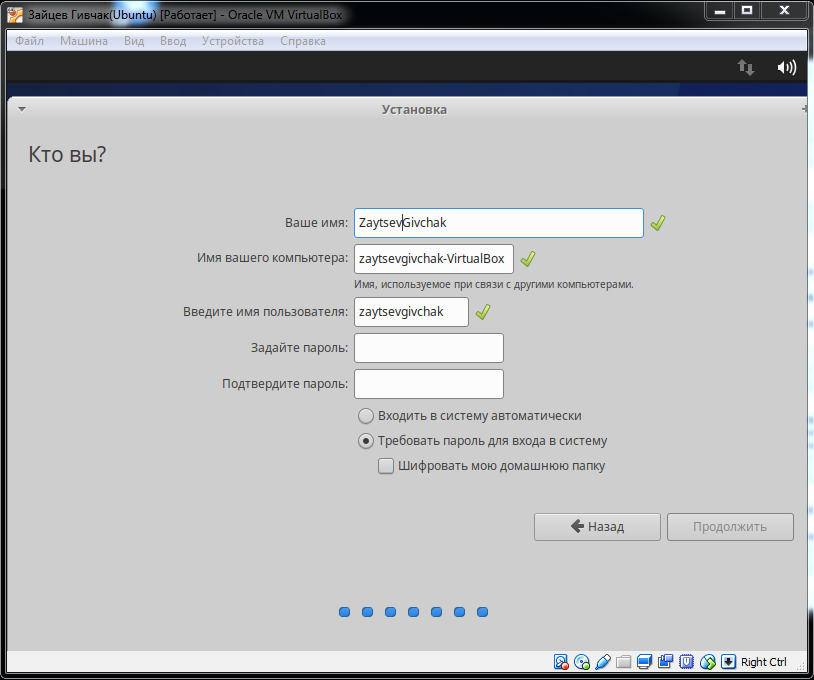 Зайцев Гивчак(Ubuntu) [Работает] - Oracle VM VirtualBox
Файл Машина Вид Ввод Устройства Справка
Установка
Кто вы?
Ваше имя: ZaytsevGivchak
Имя вашего компьютера: zaytsevgivchak-VirtualBox
Имя, используемое при связи с другими компьютерами.
Введите имя пользователя: zaytsevgivchak
Задайте пароль:
Подтвердите пароль:
Входить в систему автоматически
Требовать пароль для входа в систему
Шифровать мою домашнюю папку
Назад Продолжить
Right Ctrl